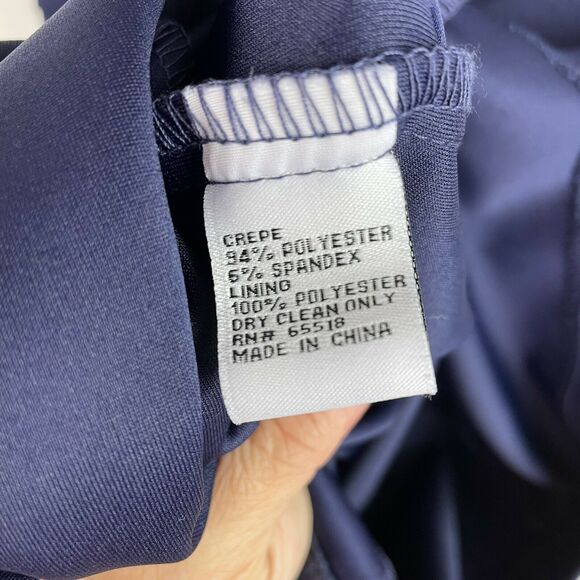 CREPE
94% POLYESTER
6% SPANDEX
LINING
100% POLYESTER
DRY CLEAN ONLY
RN# 65518
MADE IN CHINA